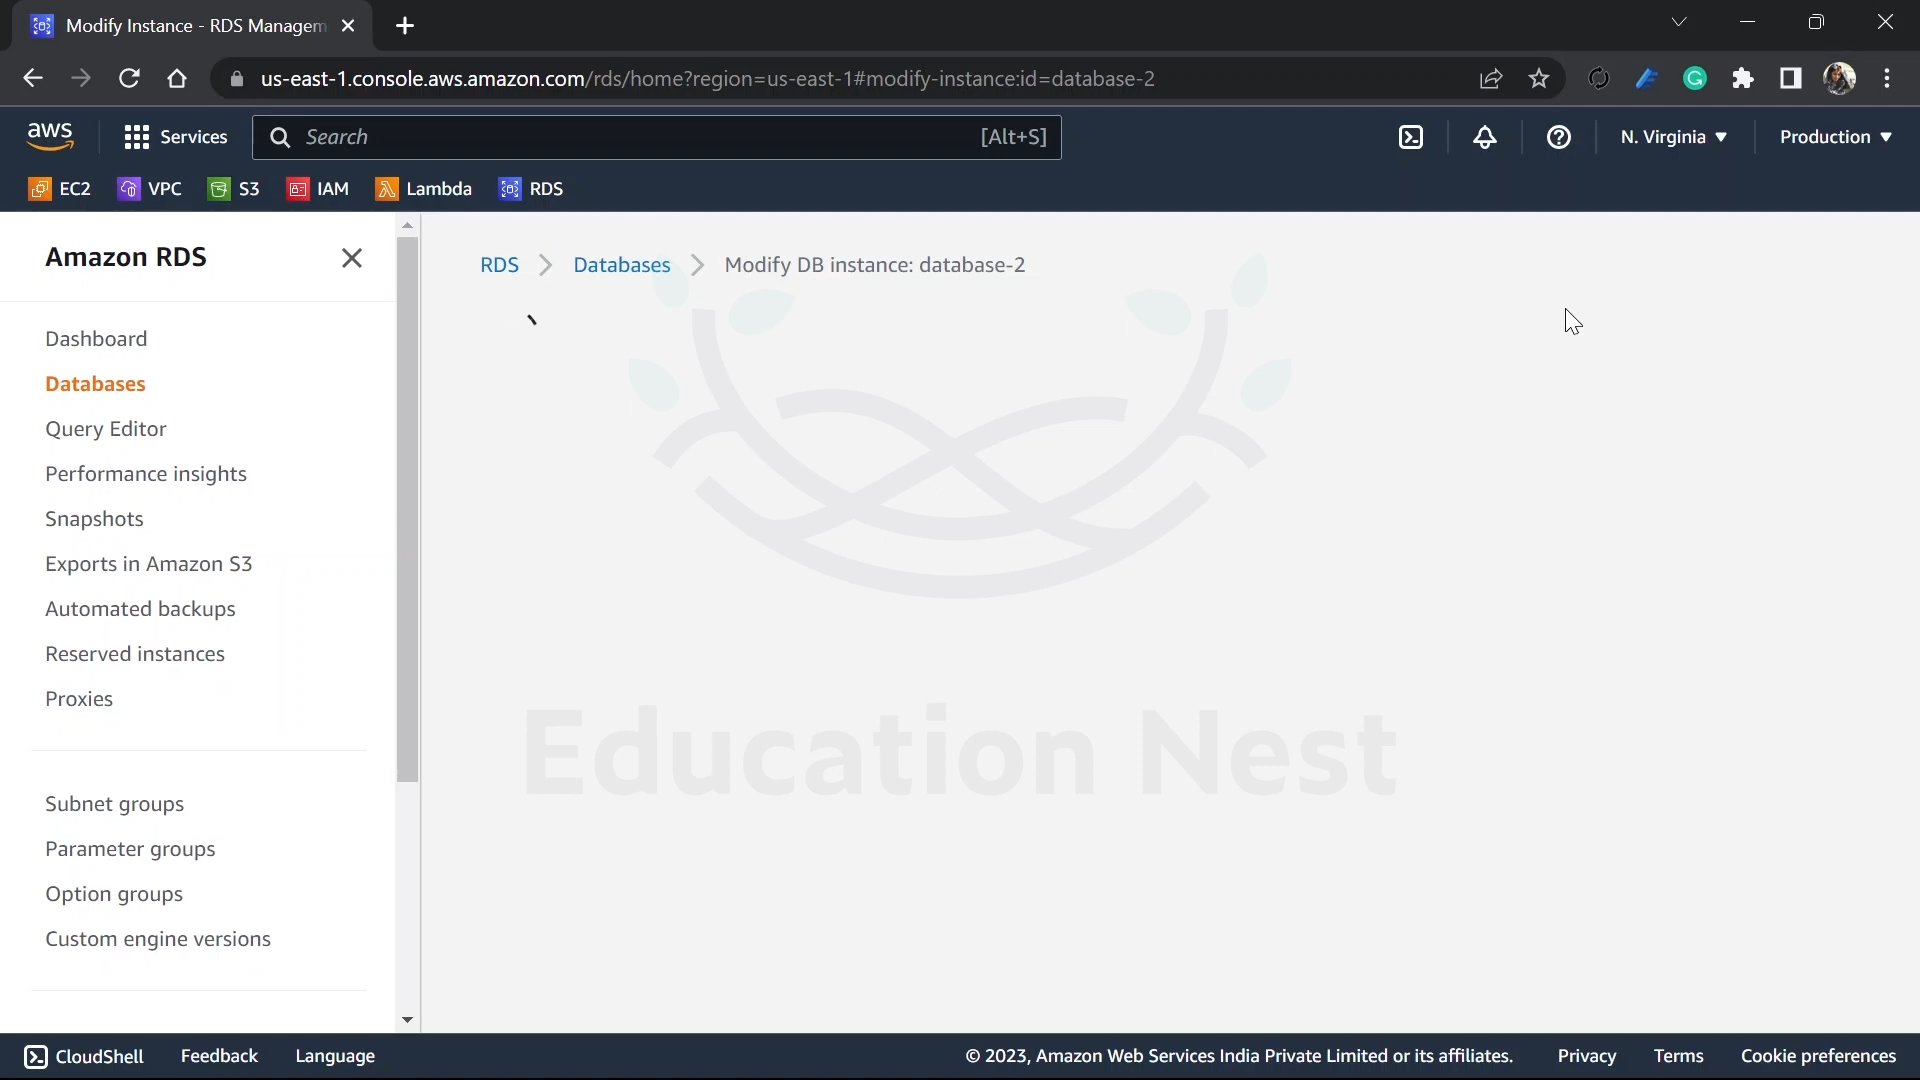 Modify Instance - RDS Managem
us-east-1.console.aws.amazon.com/rds/home?region=us-east-1#modify-instance:id=database-2
aws Services Search [Alt+S] N. Virginia ▼ Production ▼
EC2 VPC S3 IAM Lambda RDS
Amazon RDS
RDS > Databases > Modify DB instance: database-2
Dashboard
Databases
Query Editor
Performance insights
Snapshots
Exports in Amazon S3
Automated backups
Reserved instances
Proxies
Education Nest
Subnet groups
Parameter groups
Option groups
Custom engine versions
CloudShell Feedback Language © 2023, Amazon Web Services India Private Limited or its affiliates. Privacy Terms Cookie preferences